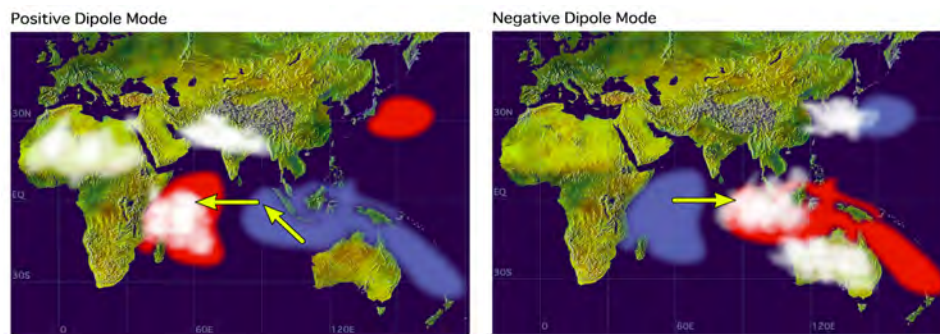 Positive Dipole Mode
Negative Dipole Mode
30N
EQ
30S
0
60E
120E
30N
EQ
30S
0
60E
120E